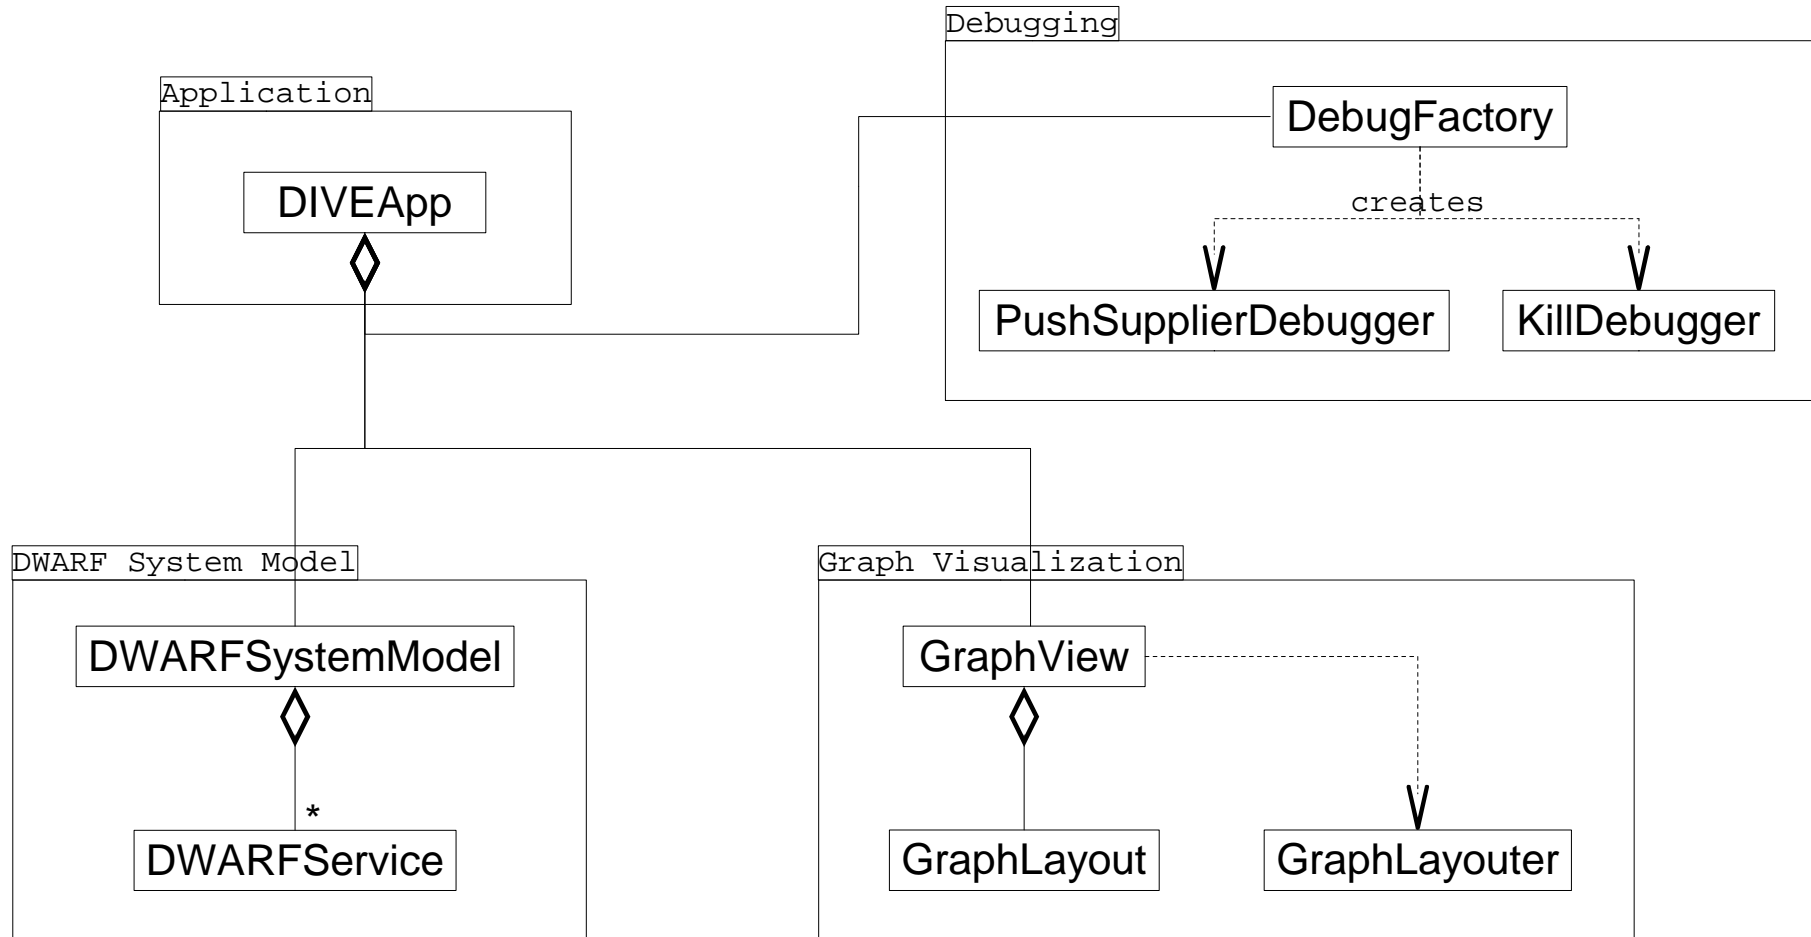 Debugging
Application
DebugFactory
DIVEApp
creates
PushSupplierDebugger
KillDebugger
DWARF System Model
Graph Visualization
DWARFSystemModel
GraphView
*
DWARFService
GraphLayout
GraphLayouter